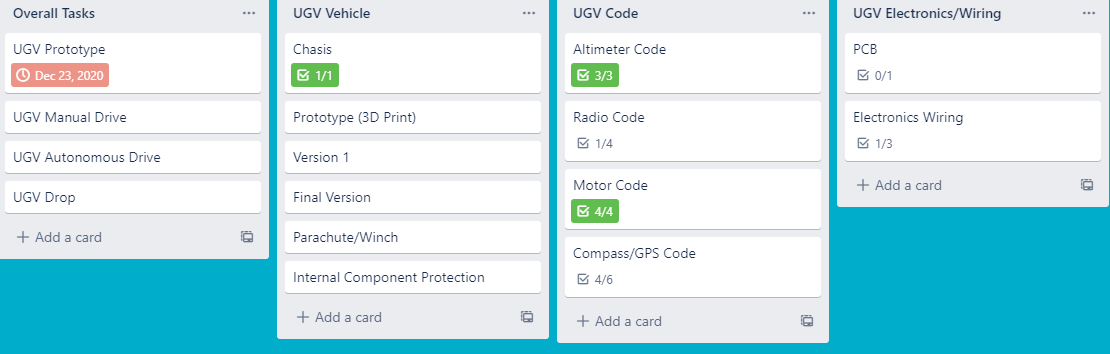 Overall Tasks
UGV Prototype
Dec 23, 2020
UGV Manual Drive
UGV Autonomous Drive
UGV Drop
Add a card
UGV Vehicle
Chasis
1/1
Prototype (3D Print)
Version 1
Final Version
Parachute/Winch
Internal Component Protection
Add a card
UGV Code
Altimeter Code
3/3
Radio Code
1/4
Motor Code
4/4
Compass/GPS Code
4/6
Add a card
UGV Electronics/Wiring
PCB
0/1
Electronics Wiring
1/3
Add a card